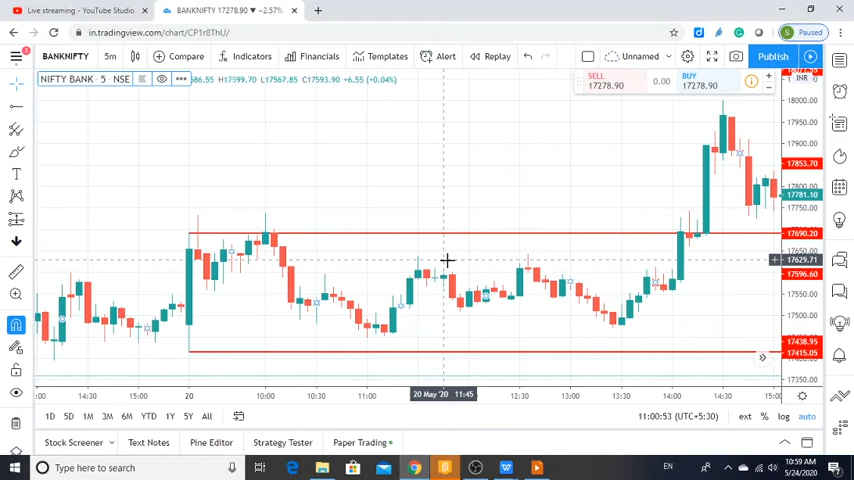 Live streaming - YouTube Studio
BANKNIFTY 17278.90 ▼ −2.57%
in.tradingview.com/chart/CP1r8ThU/
S Paused
BANKNIFTY 5m Compare Indicators Financials Templates Alert Replay Unnamed Publish
NIFTY BANK · 5 · NSE
H17599.70 L17567.85 C17593.90 +6.55 (+0.04%)
SELL
17278.90
0.00
BUY
17278.90
INR
18000.00
17950.00
17900.00
17853.70
17781.10
17750.00
17690.20
17650.00
17629.71
17596.60
17550.00
17500.00
17438.95
17415.05
17350.00
:00 14:30 15:00 20 10:00 10:30 11:00 20 May '20 11:45 12:30 13:00 13:30 14:00 14:30 15:00
1D 5D 1M 3M 6M YTD 1Y 5Y All
11:00:53 (UTC+5:30) ext % log auto
Stock Screener Text Notes Pine Editor Strategy Tester Paper Trading
Type here to search
EN
10:59 AM
5/24/2020